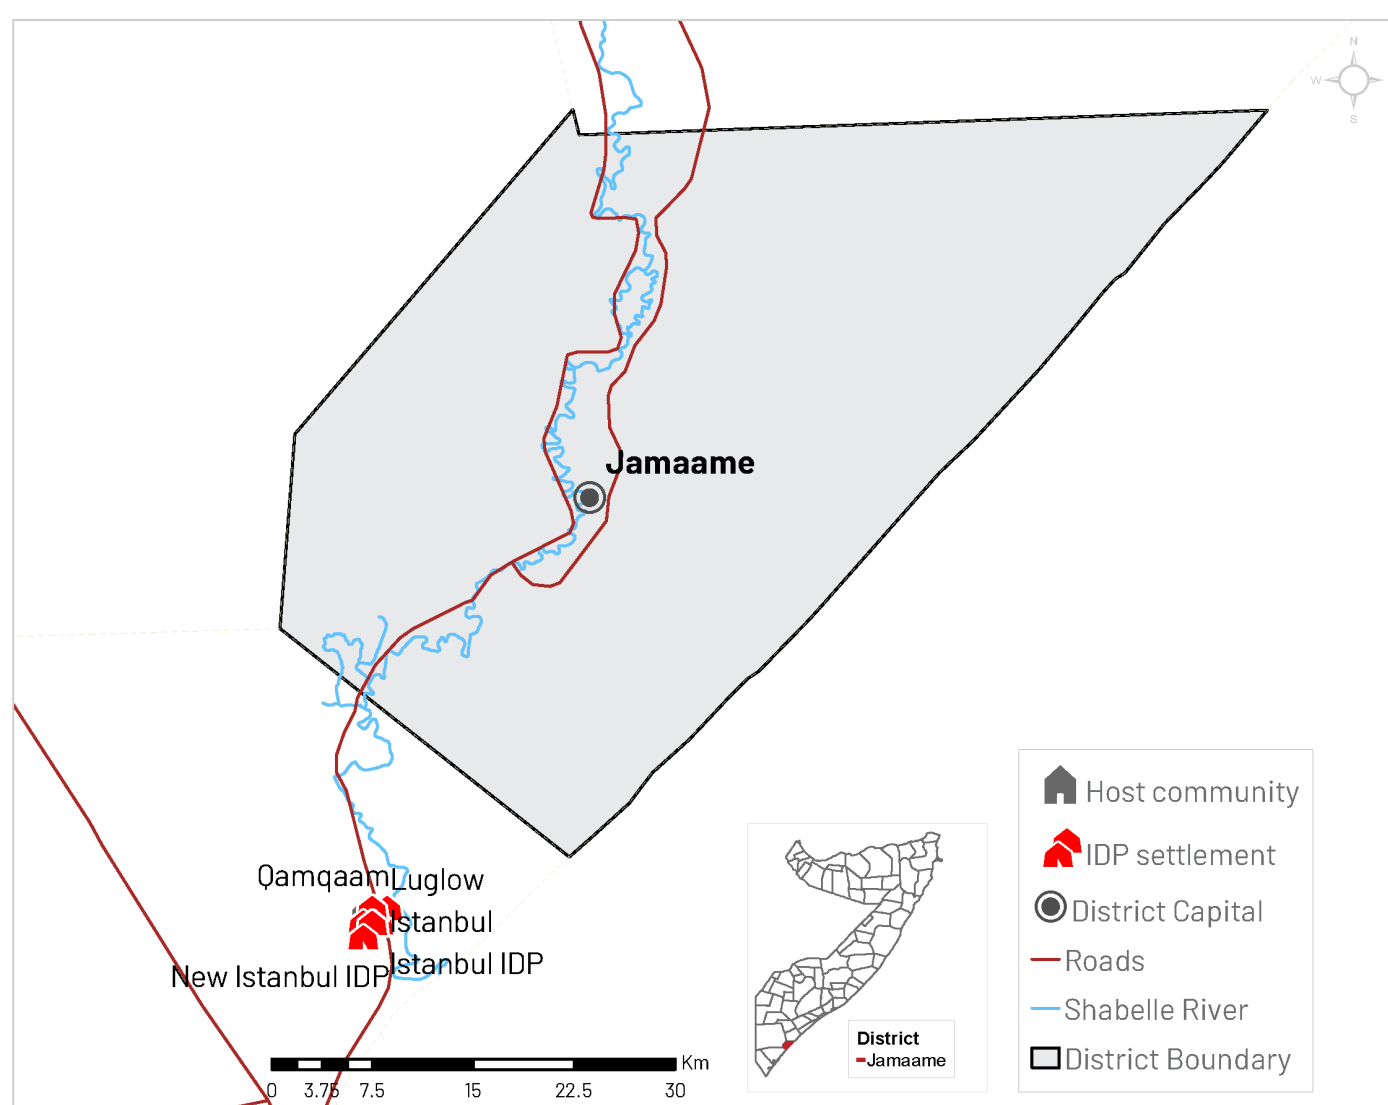 N
W
S
Jamaame
Qamqaam
Luglow
Istanbul
Istanbul IDP
New Istanbul IDP
Km
0 3.75 7.5 15 22.5 30
District
Jamaame
Host community
IDP settlement
District Capital
Roads
Shabelle River
District Boundary